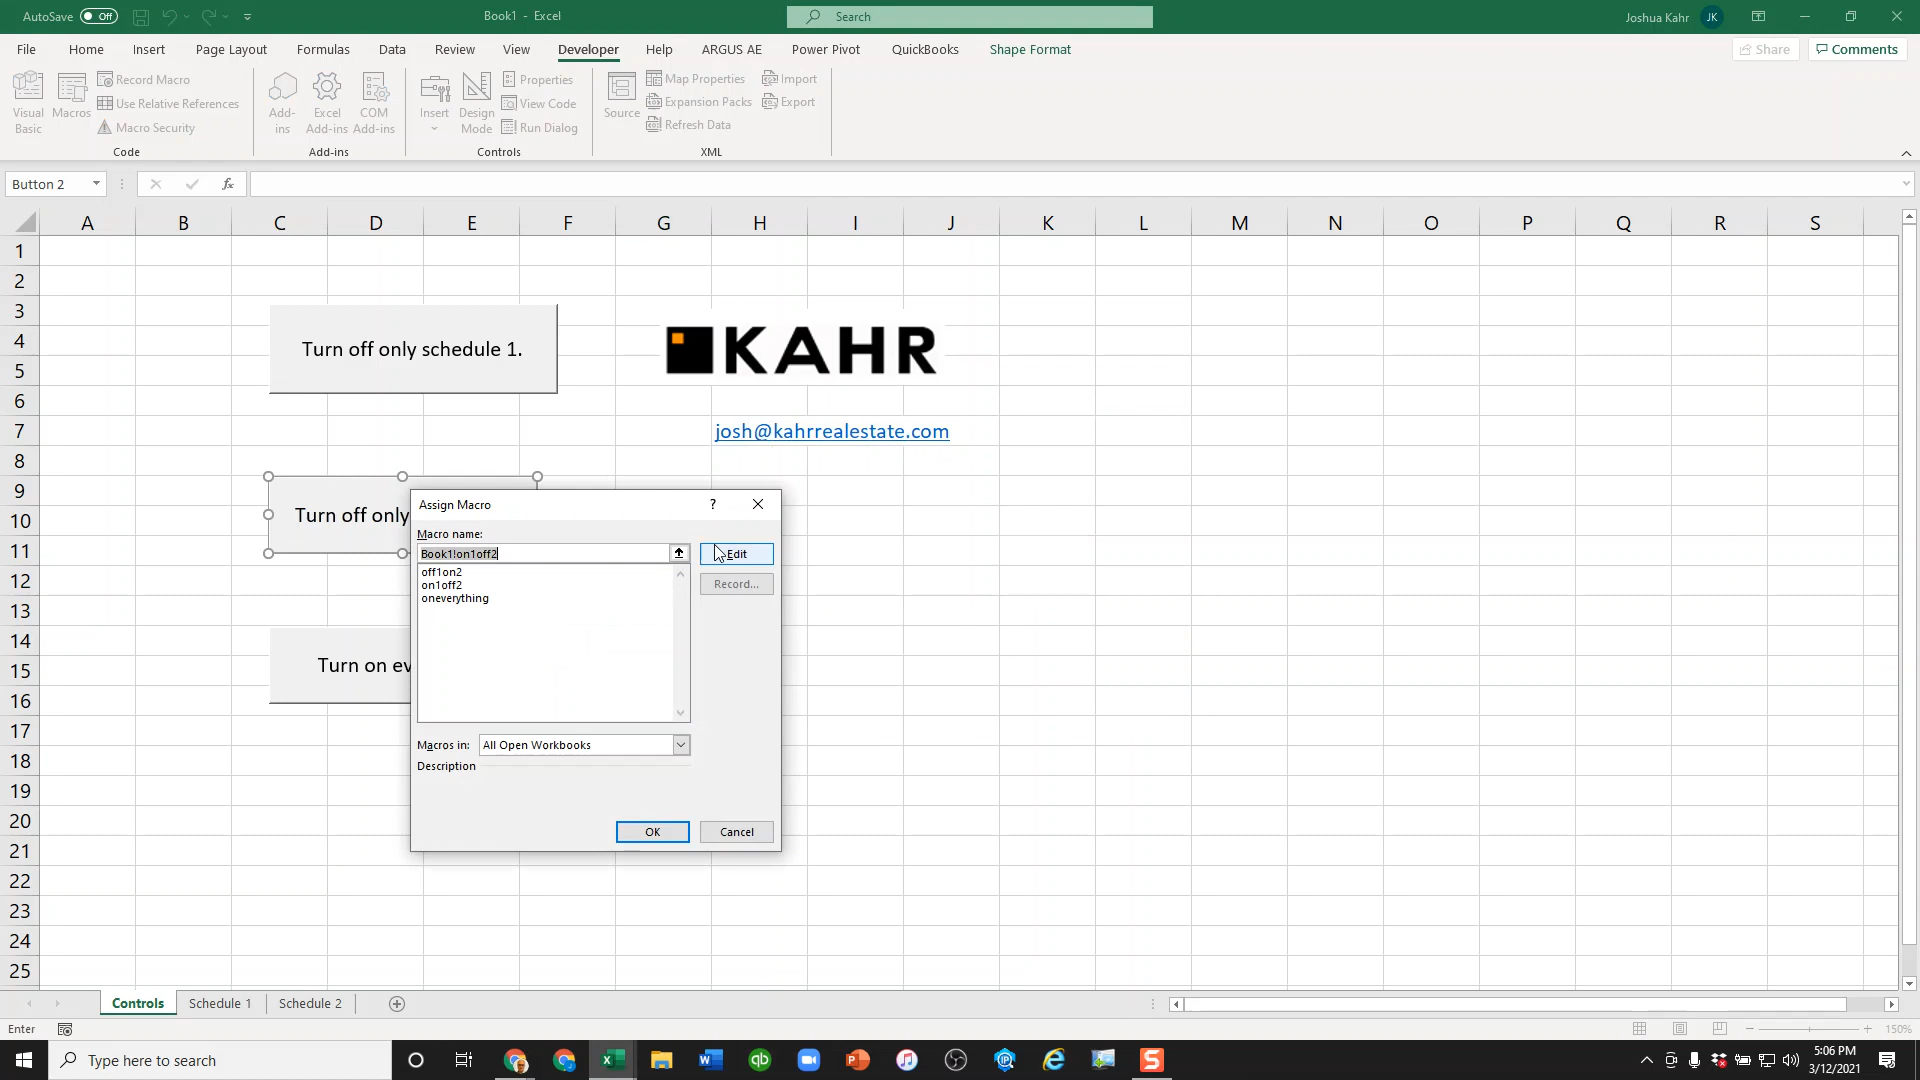 AutoSave Off
Book1 - Excel
Search
Joshua Kahr JK
File Home Insert Page Layout Formulas Data Review View Developer Help ARGUS AE Power Pivot QuickBooks Shape Format
Share Comments
Visual Basic
Macros
Record Macro
Use Relative References
Macro Security
Code
Add-ins
Excel Add-ins
COM Add-ins
Add-ins
Insert
Design Mode
Properties
View Code
Run Dialog
Controls
Source
Map Properties
Expansion Packs
Refresh Data
Import
Export
XML
Button 2
fx
A B C D E F G H I J K L M N O P Q R S
1
2
3
4
5
6
7
8
9
10
11
12
13
14
15
16
17
18
19
20
21
22
23
24
25
Turn off only schedule 1.
KAHR
josh@kahrrealestate.com
Turn off only
Turn on ev
Assign Macro
?
Macro name:
Book1!on1off2
Edit
Record...
off1on2
on1off2
oneverything
Macros in: All Open Workbooks
Description
OK Cancel
Controls Schedule 1 Schedule 2
Enter
150%
Type here to search
5:06 PM
3/12/2021